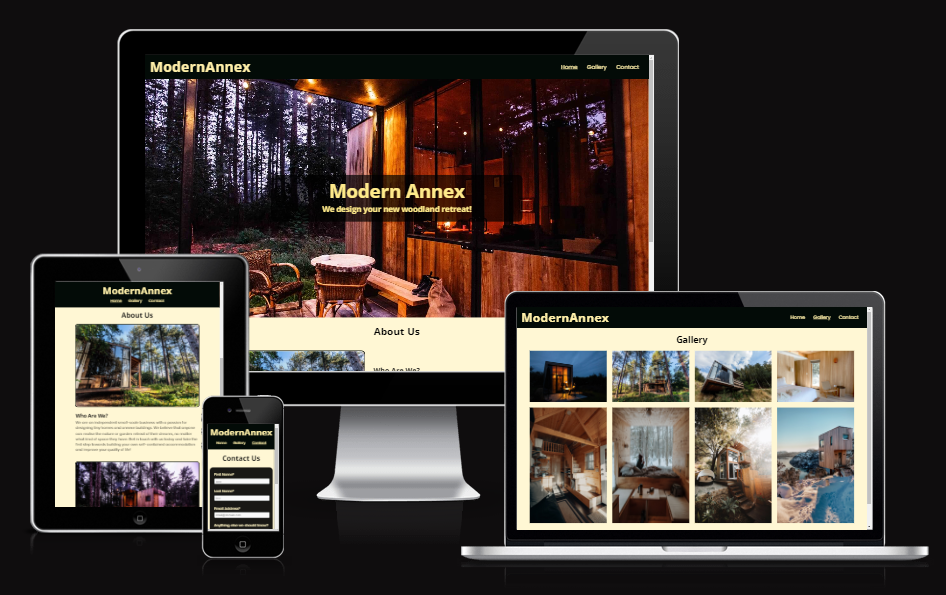 ModernAnnex
Home Gallery Contact
Modern Annex
We design your new woodland retreat!
About Us
Who Are We?
ModernAnnex
Home Gallery Contact
About Us
Who Are We?
ModernAnnex
Home Gallery Contact
Contact Us
First Name*
Last Name*
Email Address*
Anything else we should know?
ModernAnnex
Home Gallery Contact
Gallery